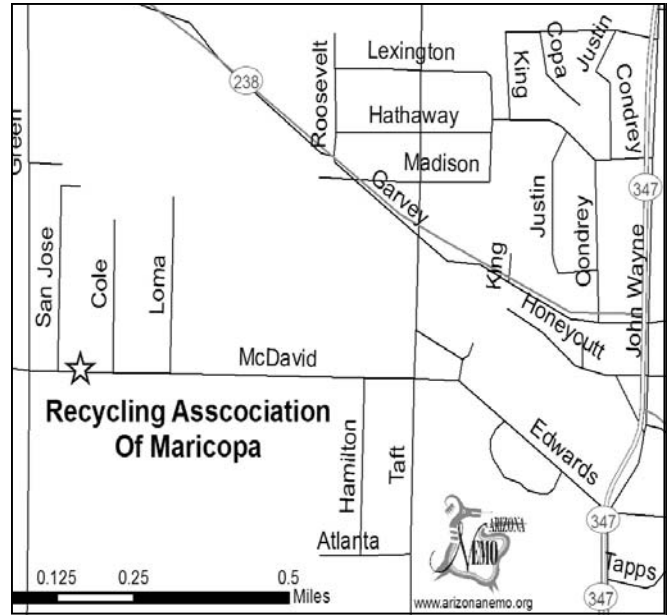 Green
238
Roosevelt
Lexington
King
Copa
Justin
Condrey
Hathaway
Madison
Garvey
347
Justin
Condrey
King
Honeycutt
John Wayne
San Jose
Cole
Loma
McDavid
Recycling Asscociation
Of Maricopa
Hamilton
Taft
Edwards
Atlanta
ARIZONA
NEMO
www.arizonanemo.org
347
Tapps
347
0.125
0.25
0.5
Miles